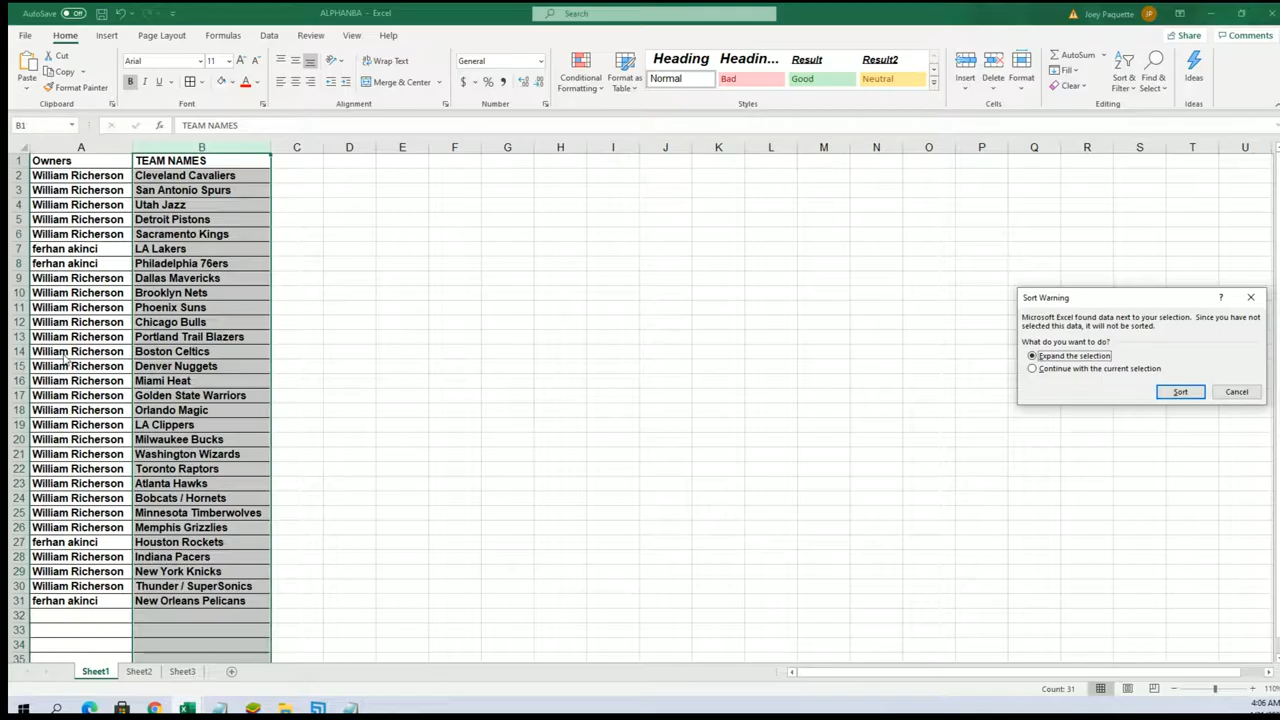 AutoSave Off
ALPHANBA - Excel
Search
Joey Paquette JP
File Home Insert Page Layout Formulas Data Review View Help
Share Comments
Paste
Cut
Copy
Format Painter
Clipboard
Arial 11
B I U
Font
Wrap Text
Merge & Center
Alignment
General
$ % ,
Number
Conditional Formatting
Format as Table
Heading Headin... Result Result2
Normal Bad Good Neutral
Styles
Insert Delete Format
Cells
AutoSum
Fill
Clear
Sort & Filter
Find & Select
Editing
Ideas
Ideas
B1 fx TEAM NAMES
A B C D E F G H I J K L M N O P Q R S T U
1 Owners TEAM NAMES
2 William Richerson Cleveland Cavaliers
3 William Richerson San Antonio Spurs
4 William Richerson Utah Jazz
5 William Richerson Detroit Pistons
6 William Richerson Sacramento Kings
7 ferhan akinci LA Lakers
8 ferhan akinci Philadelphia 76ers
9 William Richerson Dallas Mavericks
10 William Richerson Brooklyn Nets
11 William Richerson Phoenix Suns
12 William Richerson Chicago Bulls
13 William Richerson Portland Trail Blazers
14 William Richerson Boston Celtics
15 William Richerson Denver Nuggets
16 William Richerson Miami Heat
17 William Richerson Golden State Warriors
18 William Richerson Orlando Magic
19 William Richerson LA Clippers
20 William Richerson Milwaukee Bucks
21 William Richerson Washington Wizards
22 William Richerson Toronto Raptors
23 William Richerson Atlanta Hawks
24 William Richerson Bobcats / Hornets
25 William Richerson Minnesota Timberwolves
26 William Richerson Memphis Grizzlies
27 ferhan akinci Houston Rockets
28 William Richerson Indiana Pacers
29 William Richerson New York Knicks
30 William Richerson Thunder / SuperSonics
31 ferhan akinci New Orleans Pelicans
32
33
34
35
Sort Warning ?
Microsoft Excel found data next to your selection. Since you have not
selected this data, it will not be sorted.
What do you want to do?
Expand the selection
Continue with the current selection
Sort Cancel
Sheet1 Sheet2 Sheet3
Count: 31
110%
4:06 AM